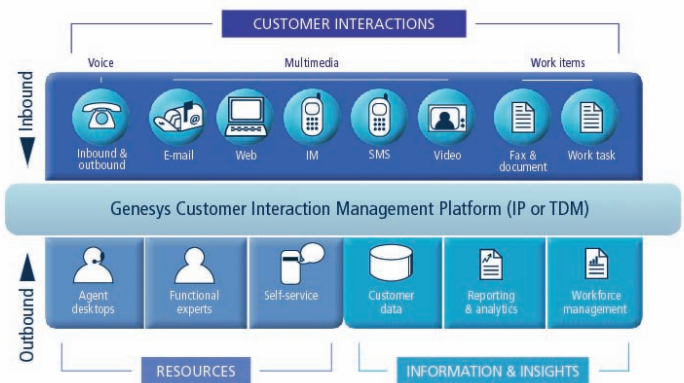 CUSTOMER INTERACTIONS
Voice
Multimedia
Work items
Inbound
Inbound &
outbound
E-mail
Web
IM
SMS
Video
Fax &
document
Work task
Genesys Customer Interaction Management Platform (IP or TDM)
Outbound
Agent
desktops
Functional
experts
Self-service
Customer
data
Reporting
& analytics
Workforce
management
RESOURCES
INFORMATION & INSIGHTS